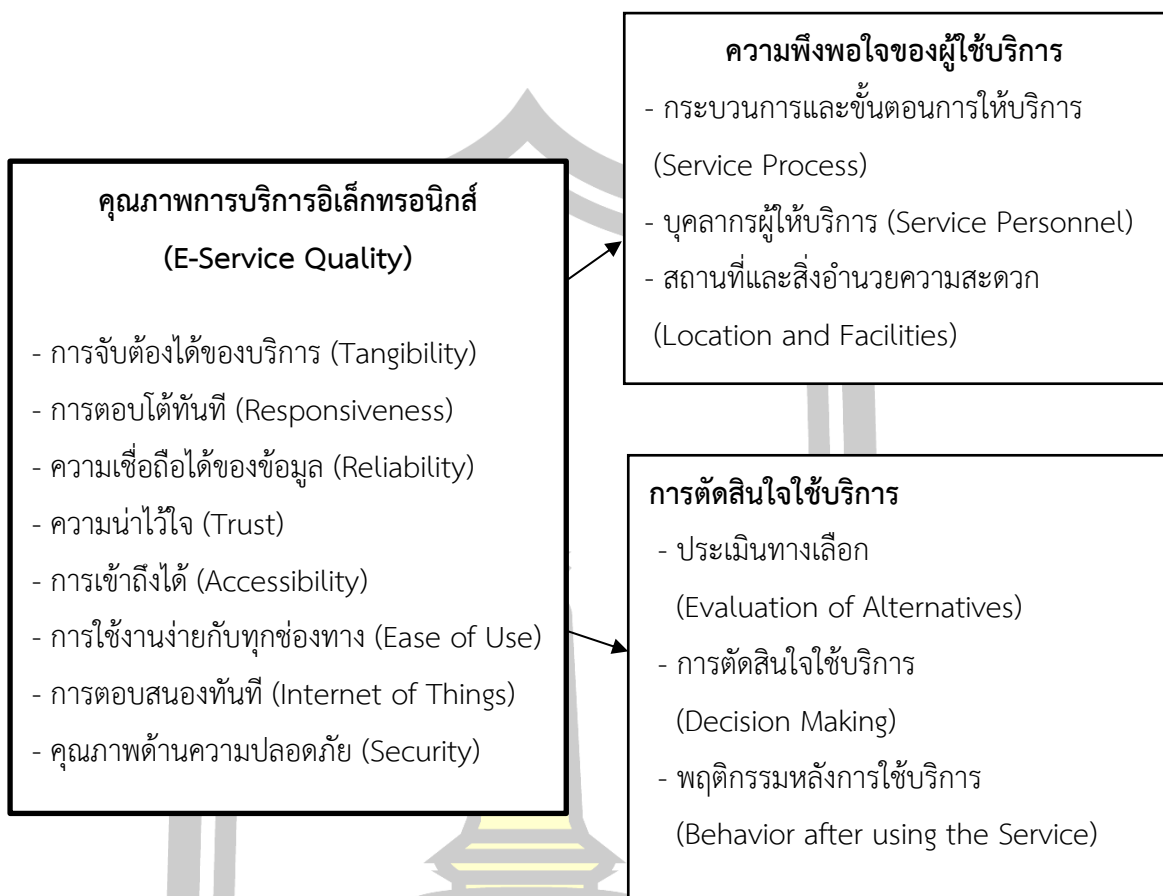 คุณภาพการบริการอิเล็กทรอนิกส์
(E-Service Quality)
- การจับต้องได้ของบริการ (Tangibility)
- การตอบโต้ทันที (Responsiveness)
- ความเชื่อถือได้ของข้อมูล (Reliability)
- ความน่าไว้ใจ (Trust)
- การเข้าถึงได้ (Accessibility)
- การใช้งานง่ายกับทุกช่องทาง (Ease of Use)
- การตอบสนองทันที (Internet of Things)
- คุณภาพด้านความปลอดภัย (Security)
ความพึงพอใจของผู้ใช้บริการ
- กระบวนการและขั้นตอนการให้บริการ
(Service Process)
- บุคลากรผู้ให้บริการ (Service Personnel)
- สถานที่และสิ่งอำนวยความสะดวก
(Location and Facilities)
การตัดสินใจใช้บริการ
- ประเมินทางเลือก
(Evaluation of Alternatives)
- การตัดสินใจใช้บริการ
(Decision Making)
- พฤติกรรมหลังการใช้บริการ
(Behavior after using the Service)